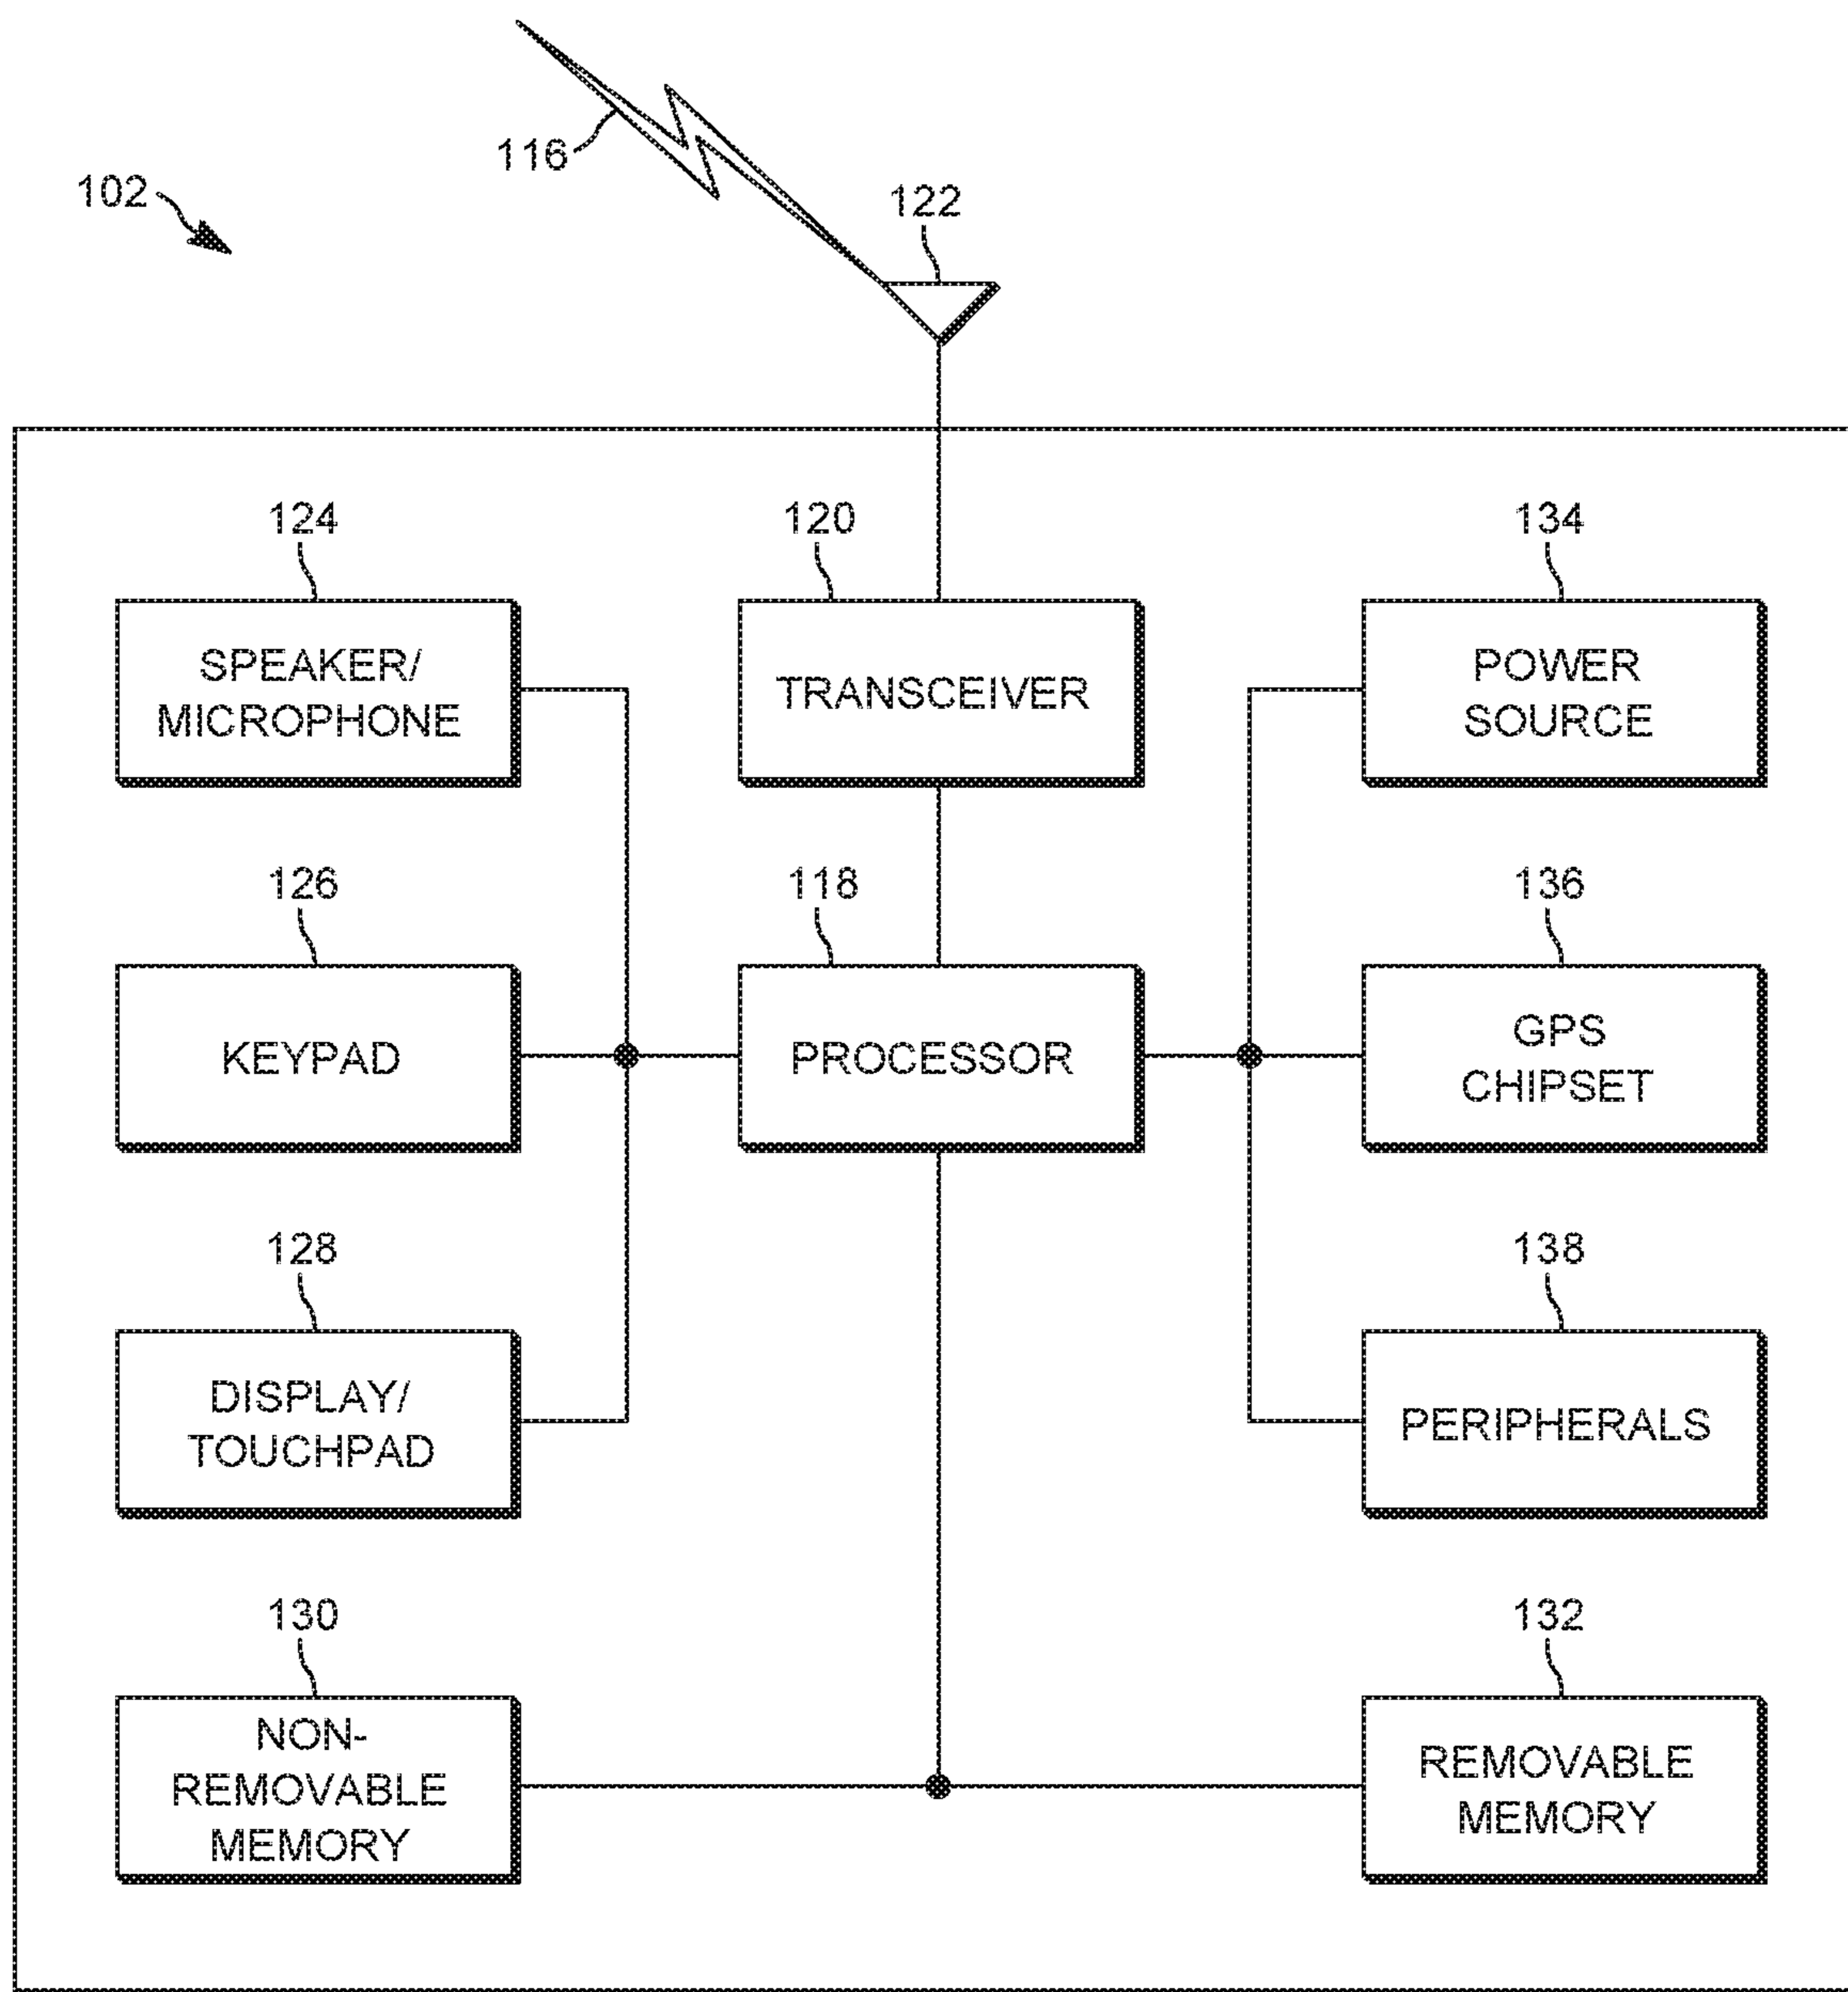 116
102
122
124
120
134
SPEAKER/
MICROPHONE
TRANSCEIVER
POWER
SOURCE
126
118
136
KEYPAD
PROCESSOR
GPS
CHIPSET
128
138
DISPLAY/
TOUCHPAD
PERIPHERALS
130
132
NON-
REMOVABLE
MEMORY
REMOVABLE
MEMORY